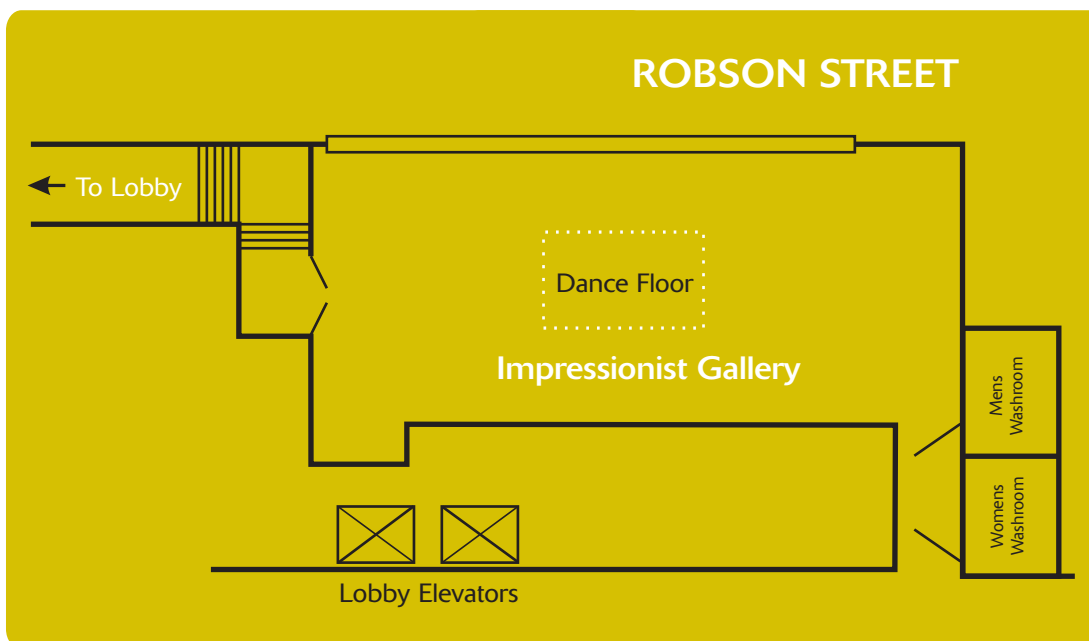 ROBSON STREET
To Lobby
Dance Floor
Impressionist Gallery
Mens
Washroom
Womens
Washroom
Lobby Elevators